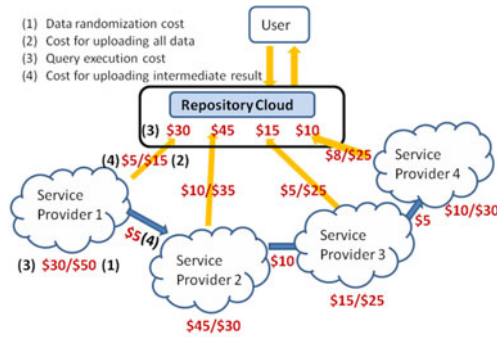 (1) Data randomization cost
(2) Cost for uploading all data
(3) Query execution cost
(4) Cost for uploading intermediate result
User
Repository Cloud
(3) $30 $45 $15 $10
(4) $5/$15 (2)
$8/$25
Service Provider 4
$10/$35
$5/$25
Service Provider 1
$5 $10/$30
$5(4)
Service Provider 3
Service Provider 2
$10
(3) $30/$50 (1)
$15/$25
$45/$30